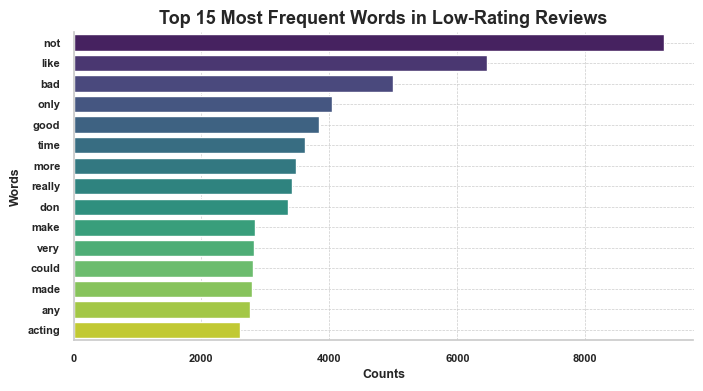 Top 15 Most Frequent Words in Low-Rating Reviews
Words
not
like
bad
only
good
time
more
really
don
make
very
could
made
any
acting
0 2000 4000 6000 8000
Counts